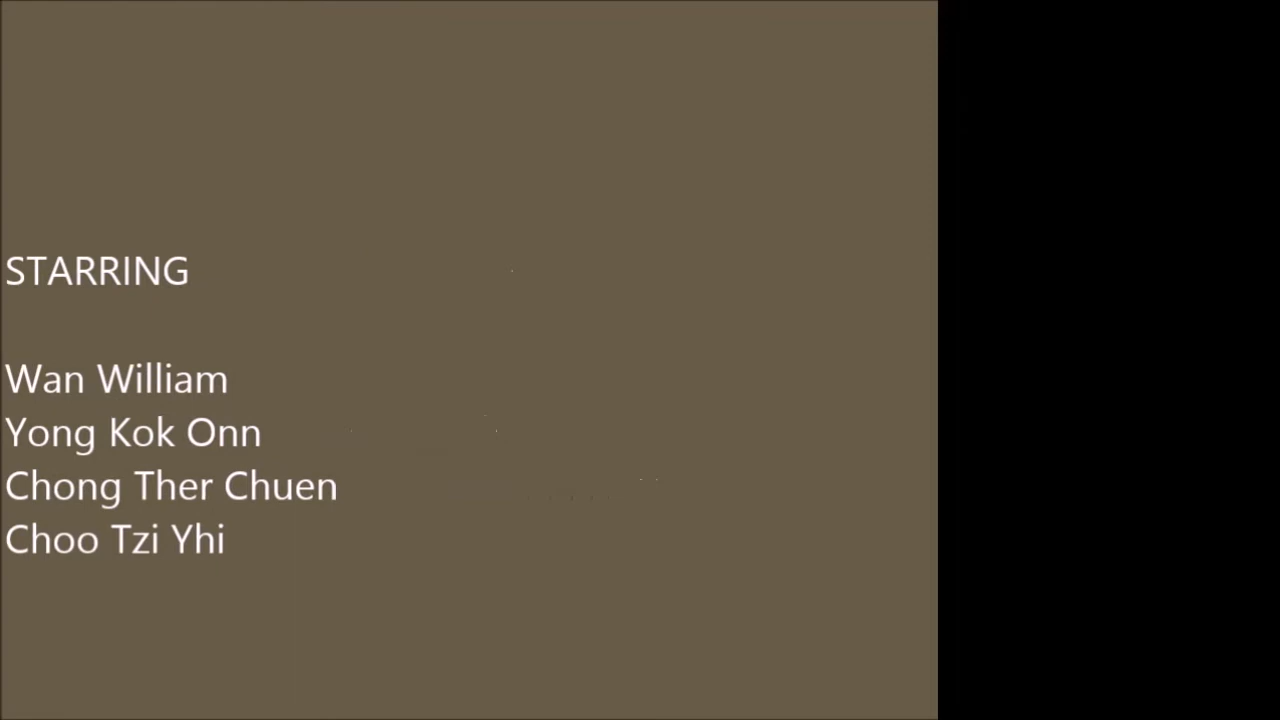 STARRING
Wan William
Yong Kok Onn
Chong Ther Chuen
Choo Tzi Yhi